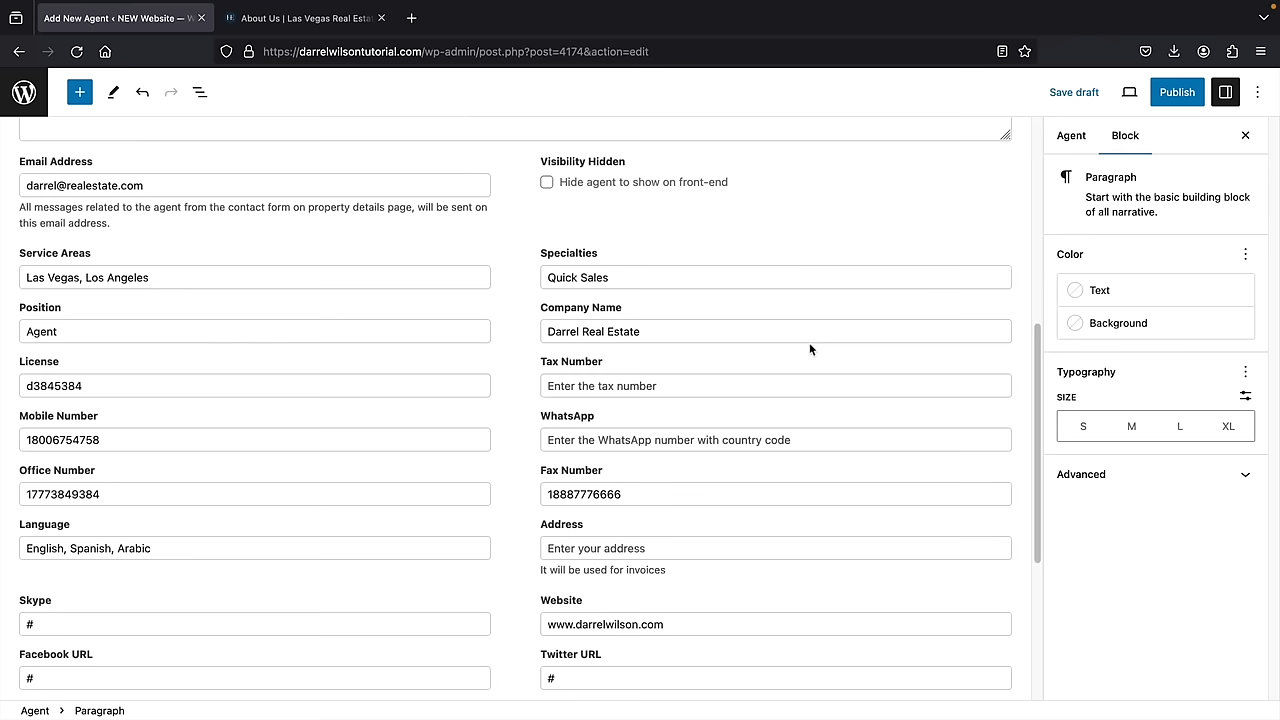 Add New Agent ‹ NEW Website — W
About Us | Las Vegas Real Esta
https://darrelwilsontutorial.com/wp-admin/post.php?post=4174&action=edit
Save draft
Publish
Agent
Block
Paragraph
Start with the basic building block
of all narrative.
Color
Text
Background
Typography
SIZE
S M L XL
Advanced
Email Address
darrel@realestate.com
All messages related to the agent from the contact form on property details page, will be sent on
this email address.
Visibility Hidden
Hide agent to show on front-end
Service Areas
Las Vegas, Los Angeles
Specialties
Quick Sales
Position
Agent
Company Name
Darrel Real Estate
License
d3845384
Tax Number
Enter the tax number
Mobile Number
18006754758
WhatsApp
Enter the WhatsApp number with country code
Office Number
17773849384
Fax Number
18887776666
Language
English, Spanish, Arabic
Address
Enter your address
It will be used for invoices
Skype
#
Website
www.darrelwilson.com
Facebook URL
#
Twitter URL
#
Agent › Paragraph